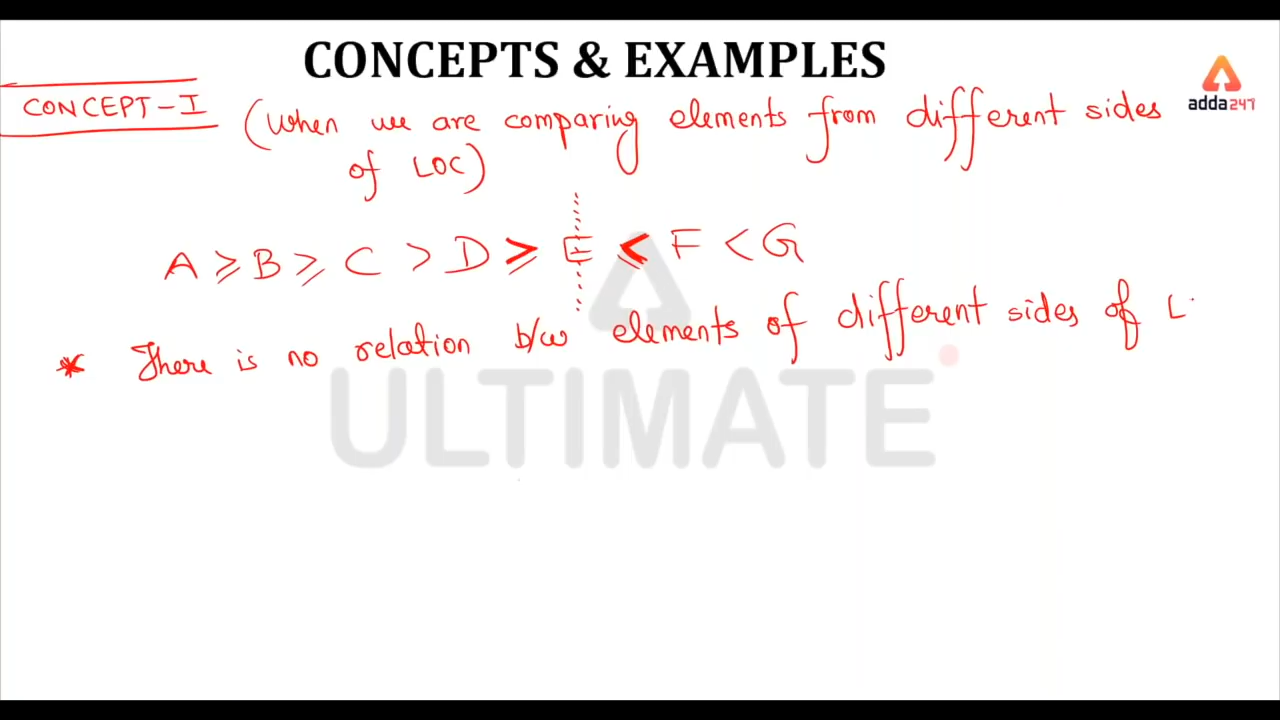 CONCEPTS & EXAMPLES
adda247
CONCEPT-I (When we are comparing elements from different sides
of LOC)
A ≥ B ≥ C > D ≥ E ≤ F < G
* There is no relation b/w elements of different sides of L
ULTIMATE